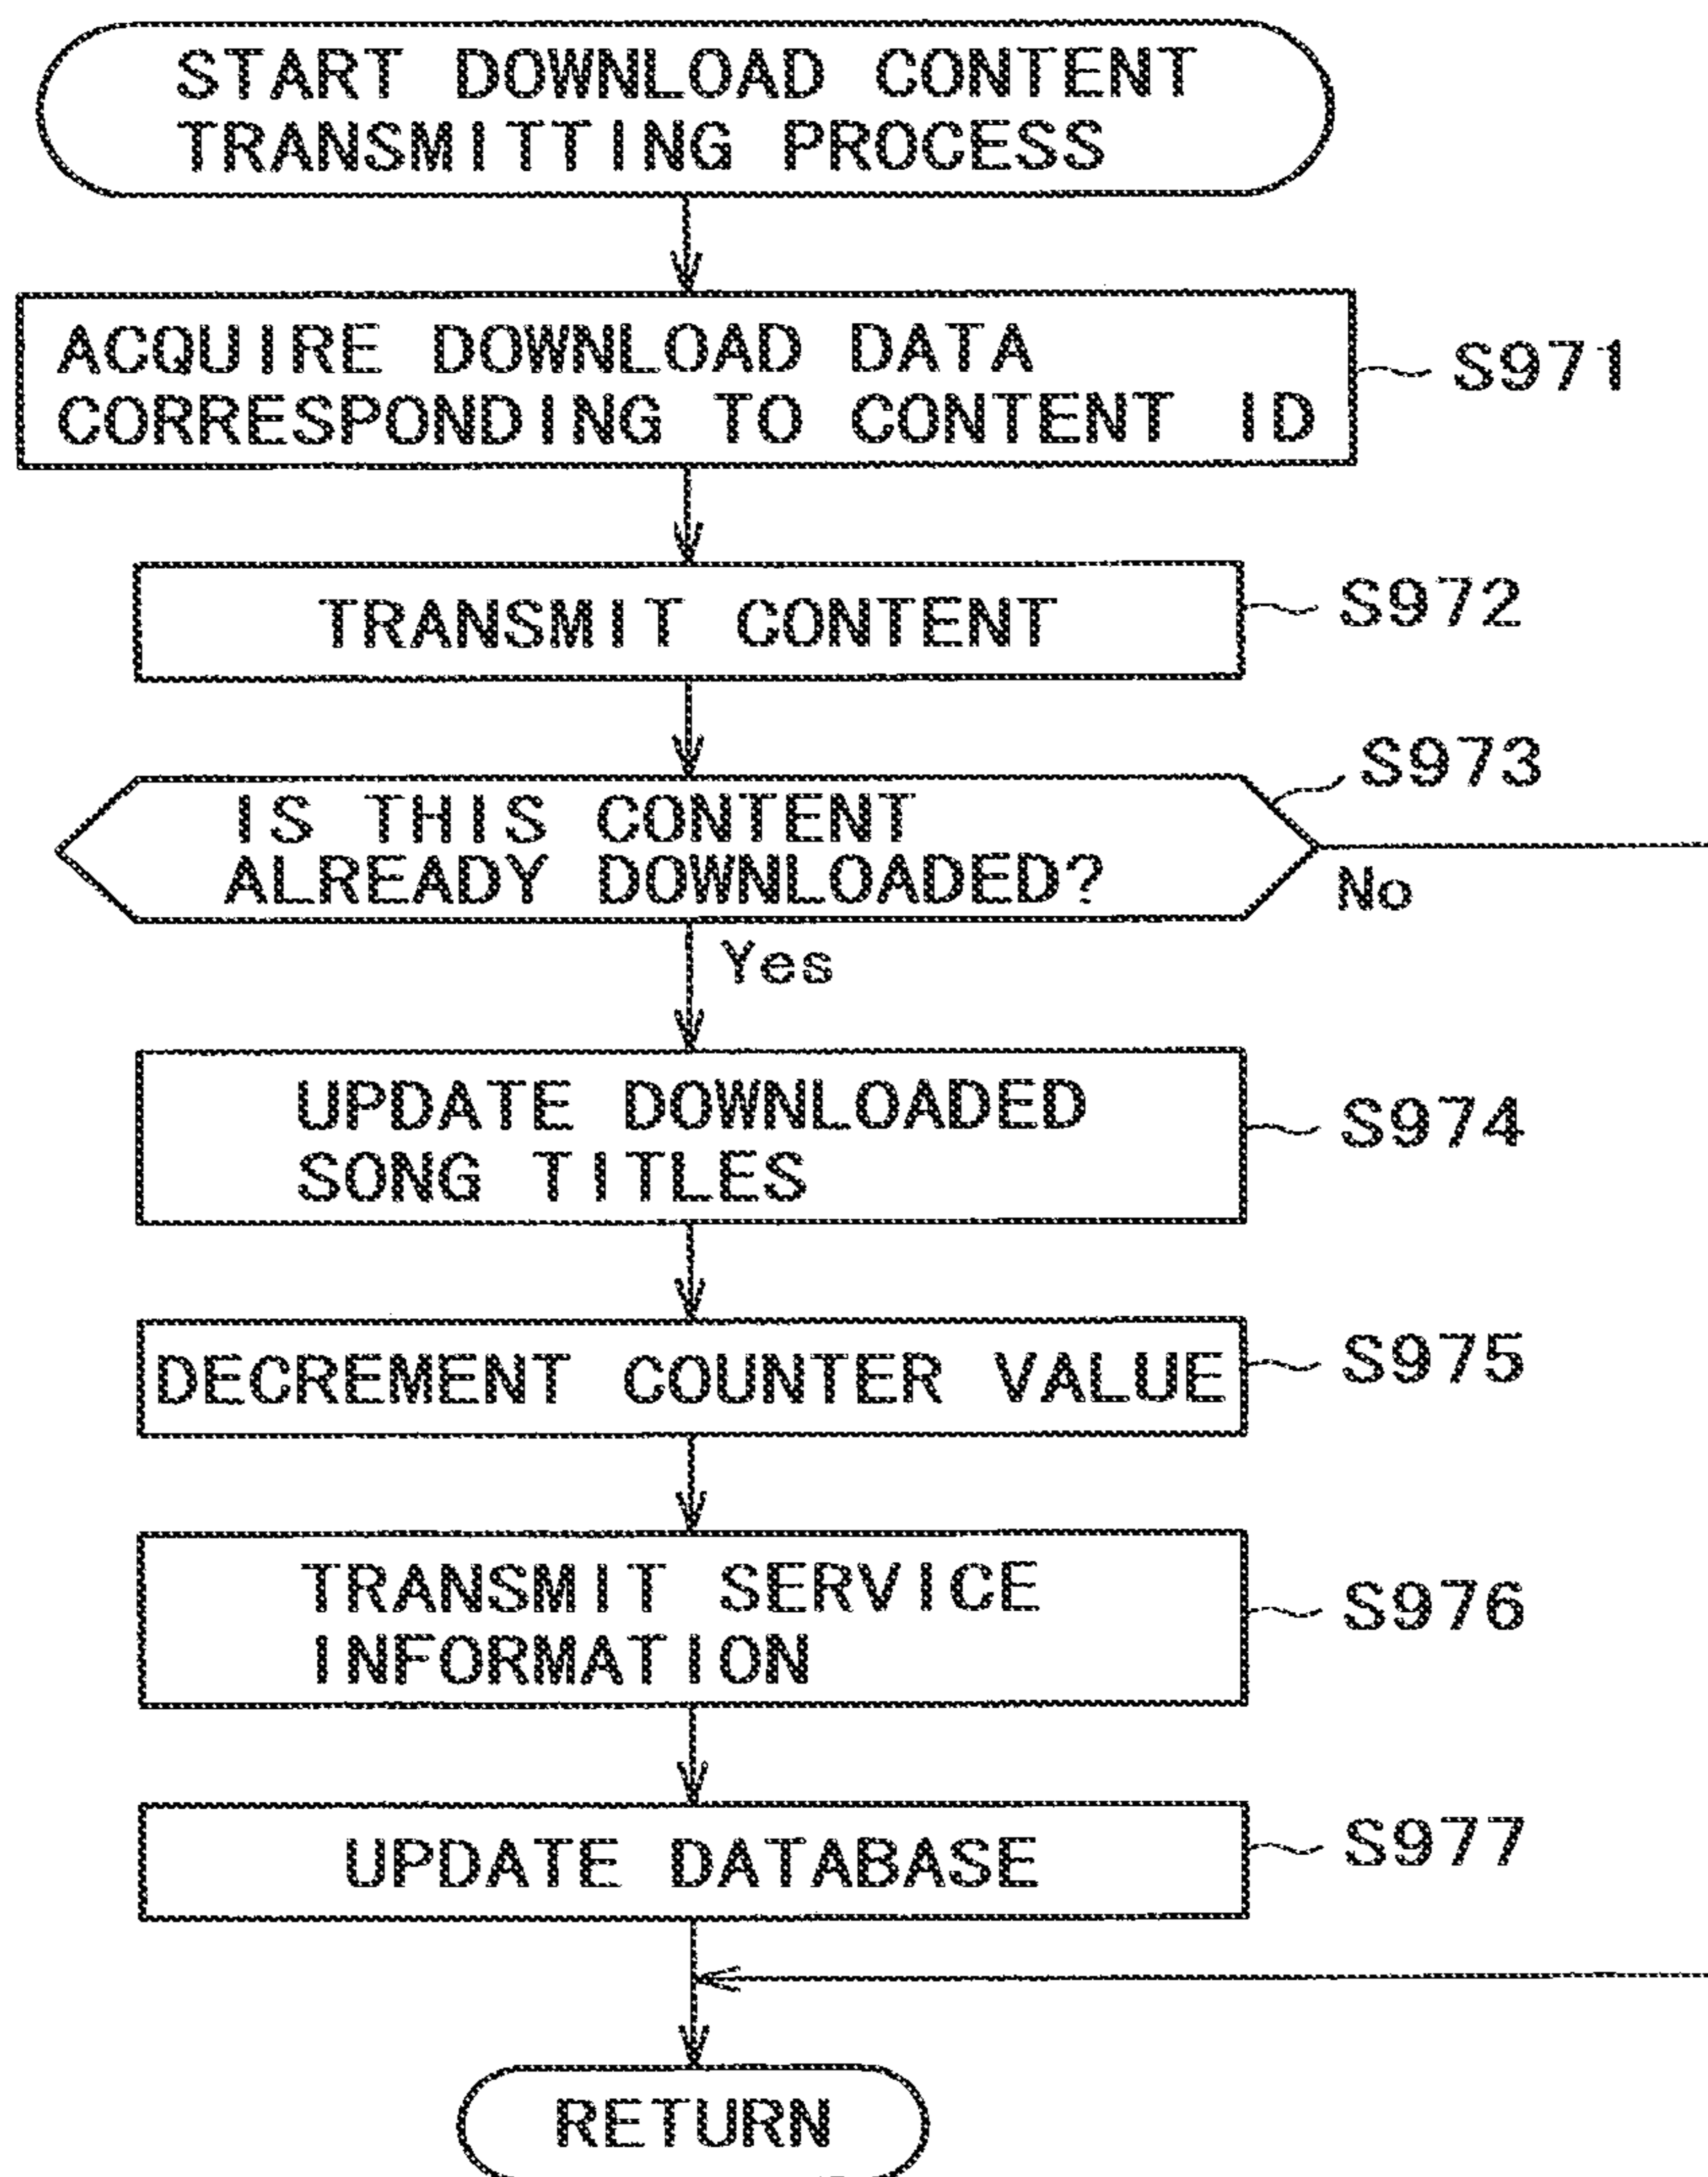 START DOWNLOAD CONTENT
TRANSMITTING PROCESS
ACQUIRE DOWNLOAD DATA
CORRESPONDING TO CONTENT ID
S971
TRANSMIT CONTENT
S972
IS THIS CONTENT
ALREADY DOWNLOADED?
S973
No
Yes
UPDATE DOWNLOADED
SONG TITLES
S974
DECREMENT COUNTER VALUE
S975
TRANSMIT SERVICE
INFORMATION
S976
UPDATE DATABASE
S977
RETURN